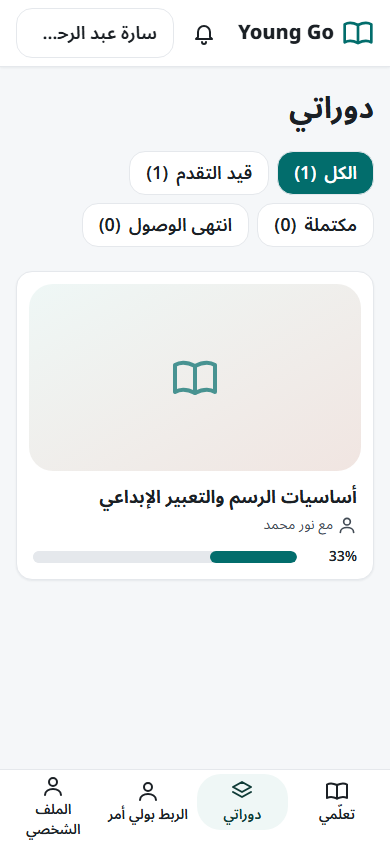 Young Go
سارة عبد الرحـ...
دوراتي
الكل (1)
قيد التقدم (1)
مكتملة (0)
انتهى الوصول (0)
أساسيات الرسم والتعبير الإبداعي
مع نور محمد
33%
تعلّمي
دوراتي
الربط بولي أمر
الملف
الشخصي